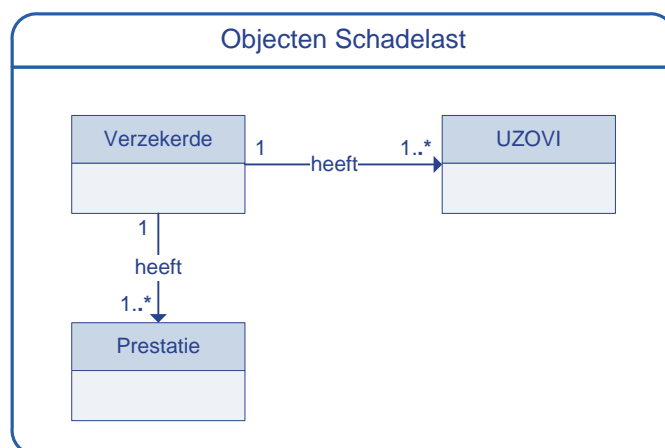 Objecten Schadelast
Verzekerde
UZOVI
1
heeft
1..*
1
heeft
1..*
Prestatie